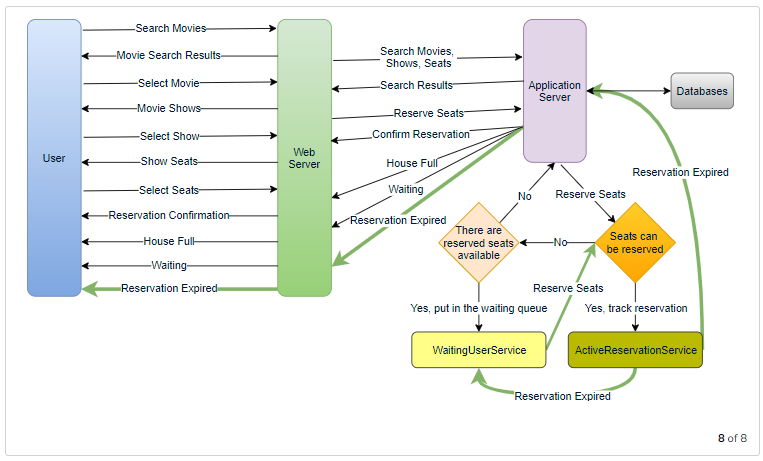 User
Search Movies
Movie Search Results
Select Movie
Movie Shows
Select Show
Show Seats
Select Seats
Reservation Confirmation
House Full
Waiting
Reservation Expired
Web
Server
Search Movies,
Shows, Seats
Search Results
Reserve Seats
Confirm Reservation
House Full
Waiting
Reservation Expired
Application
Server
Databases
Reservation Expired
No
Reserve Seats
There are
reserved seats
available
No
Seats can
be reserved
Reserve Seats
Yes, put in the waiting queue
Yes, track reservation
WaitingUserService
ActiveReservationService
Reservation Expired
8 of 8